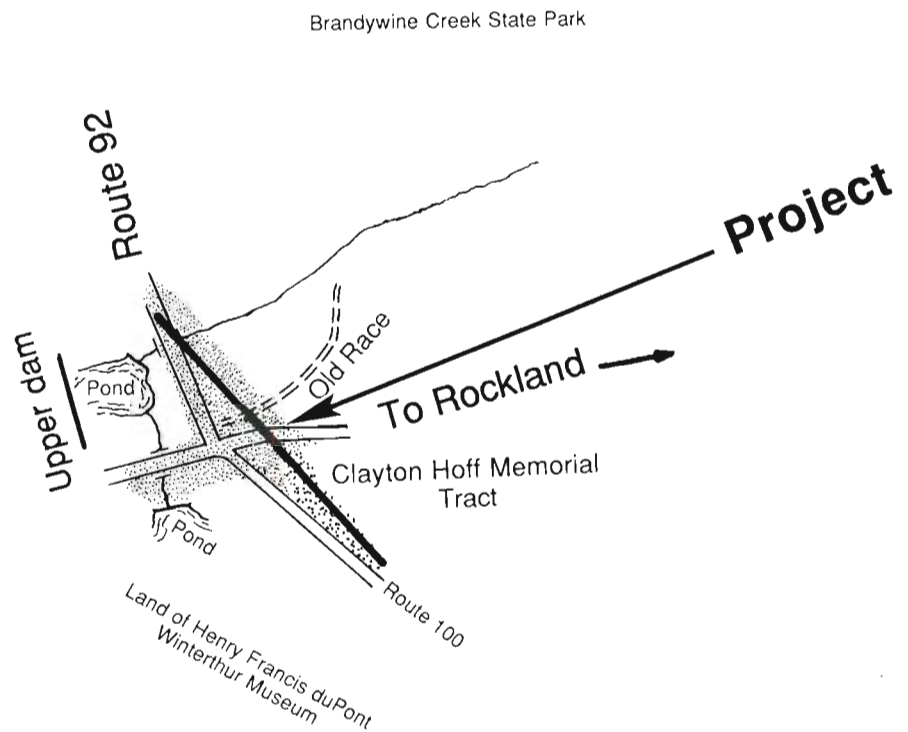 Brandywine Creek State Park
Route 92
Project
Upper dam
Pond
Old Race
To Rockland
Clayton Hoff Memorial
Tract
Pond
Route 100
Land of Henry Francis duPont
Winterthur Museum